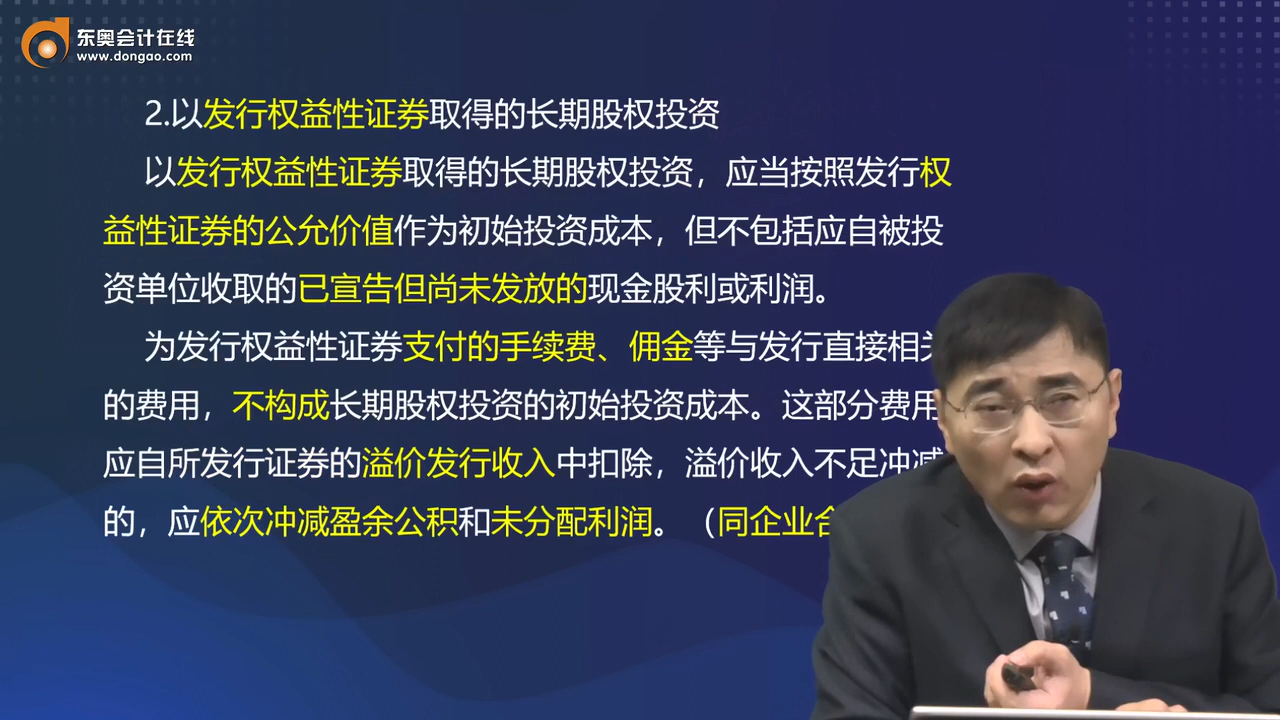 东奥会计在线
www.dongao.com
2.以发行权益性证券取得的长期股权投资
以发行权益性证券取得的长期股权投资，应当按照发行权
益性证券的公允价值作为初始投资成本，但不包括应自被投
资单位收取的已宣告但尚未发放的现金股利或利润。
为发行权益性证券支付的手续费、佣金等与发行直接相关
的费用，不构成长期股权投资的初始投资成本。这部分费用
应自所发行证券的溢价发行收入中扣除，溢价收入不足冲减
的，应依次冲减盈余公积和未分配利润。（同企业合